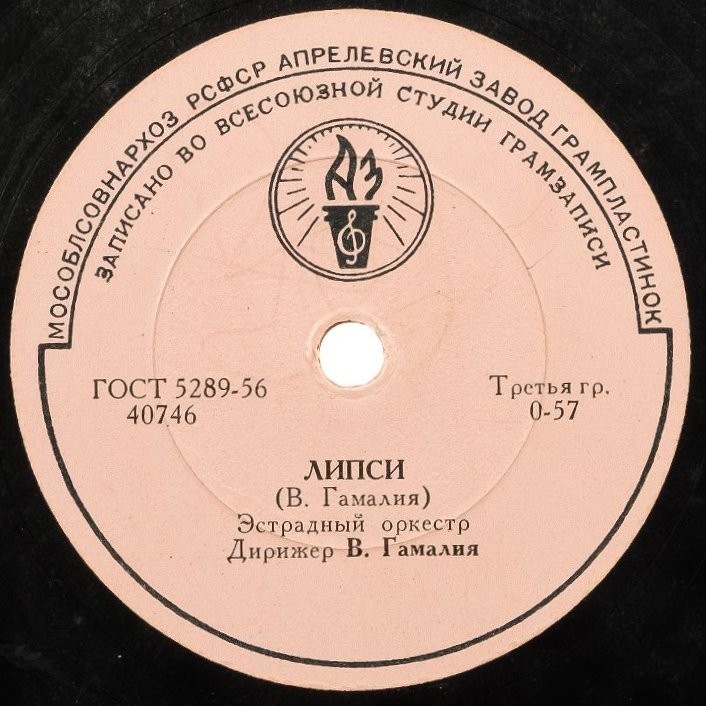 МОСОБЛСОВНАРХОЗ РСФСР АПРЕЛЕВСКИЙ ЗАВОД ГРАМПЛАСТИНОК
ЗАПИСАНО ВО ВСЕСОЮЗНОЙ СТУДИИ ГРАМЗАПИСИ
АЗ
ГОСТ 5289-56
40746
Третья гр.
0-57
ЛИПСИ
(В. Гамалия)
Эстрадный оркестр
Дирижер В. Гамалия